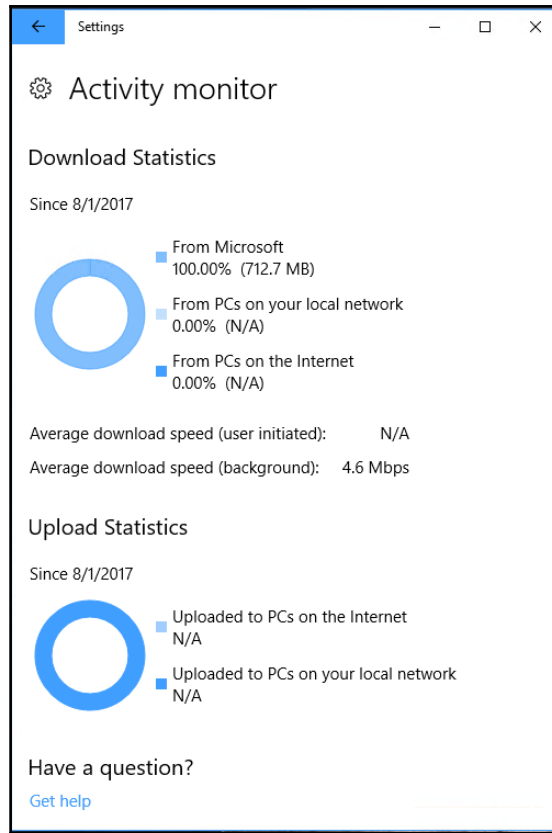 Settings
Activity monitor
Download Statistics
Since 8/1/2017
From Microsoft
100.00% (712.7 MB)
From PCs on your local network
0.00% (N/A)
From PCs on the Internet
0.00% (N/A)
Average download speed (user initiated): N/A
Average download speed (background): 4.6 Mbps
Upload Statistics
Since 8/1/2017
Uploaded to PCs on the Internet
N/A
Uploaded to PCs on your local network
N/A
Have a question?
Get help